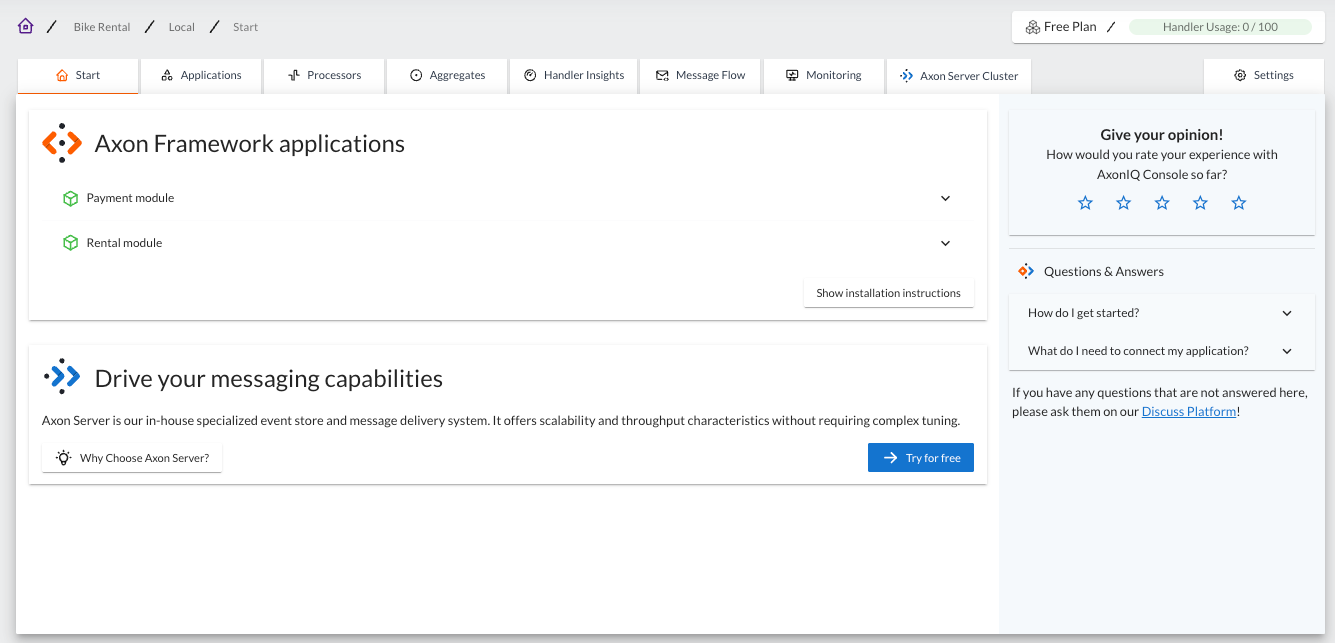 Bike Rental / Local / Start
Free Plan / Handler Usage: 0 / 100
Start
Applications
Processors
Aggregates
Handler Insights
Message Flow
Monitoring
Axon Server Cluster
Settings
Axon Framework applications
Payment module
Rental module
Show installation instructions
Drive your messaging capabilities
Axon Server is our in-house specialized event store and message delivery system. It offers scalability and throughput characteristics without requiring complex tuning.
Why Choose Axon Server?
Try for free
Give your opinion!
How would you rate your experience with
AxonIQ Console so far?
Questions & Answers
How do I get started?
What do I need to connect my application?
If you have any questions that are not answered here,
please ask them on our Discuss Platform!